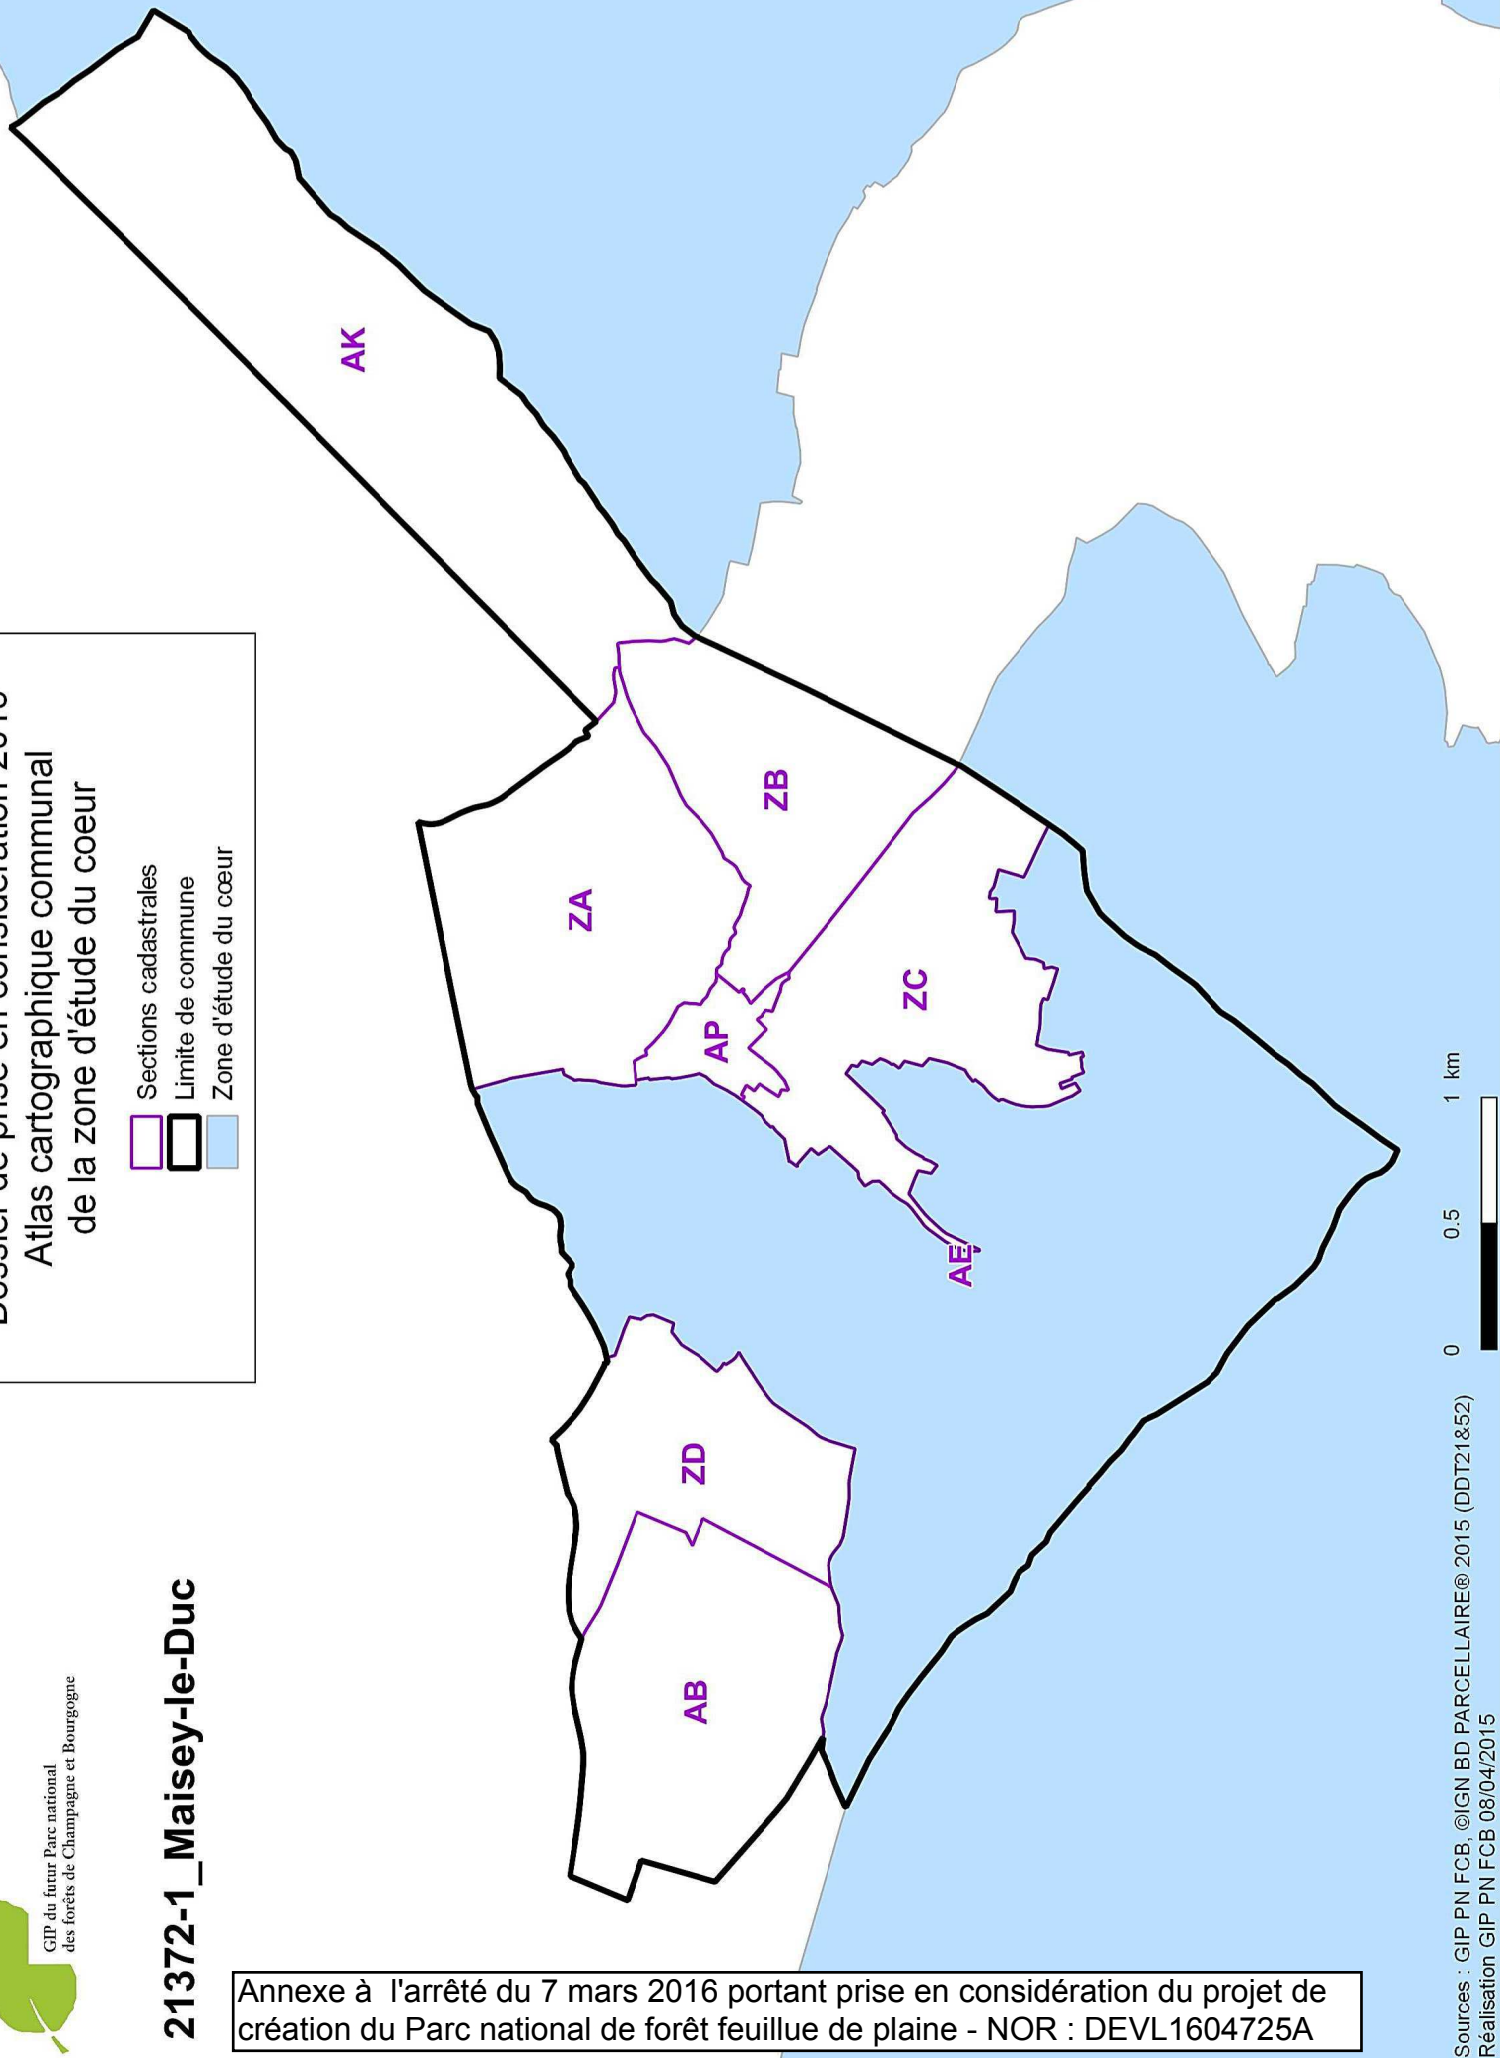 GIP du futur Parc national
des forêts de Champagne et Bourgogne
21372-1_Maisey-le-Duc
Atlas cartographique communal
de la zone d'étude du coeur
Sections cadastrales
Limite de commune
Zone d'étude du cœur
AK
ZA
ZB
AP
ZC
AE
ZD
AB
0 0.5 1 km
Sources : GIP PN FCB, ©IGN BD PARCELLAIRE® 2015 (DDT21&52)
Réalisation GIP PN FCB 08/04/2015
Annexe à l'arrêté du 7 mars 2016 portant prise en considération du projet de
création du Parc national de forêt feuillue de plaine - NOR : DEVL1604725A